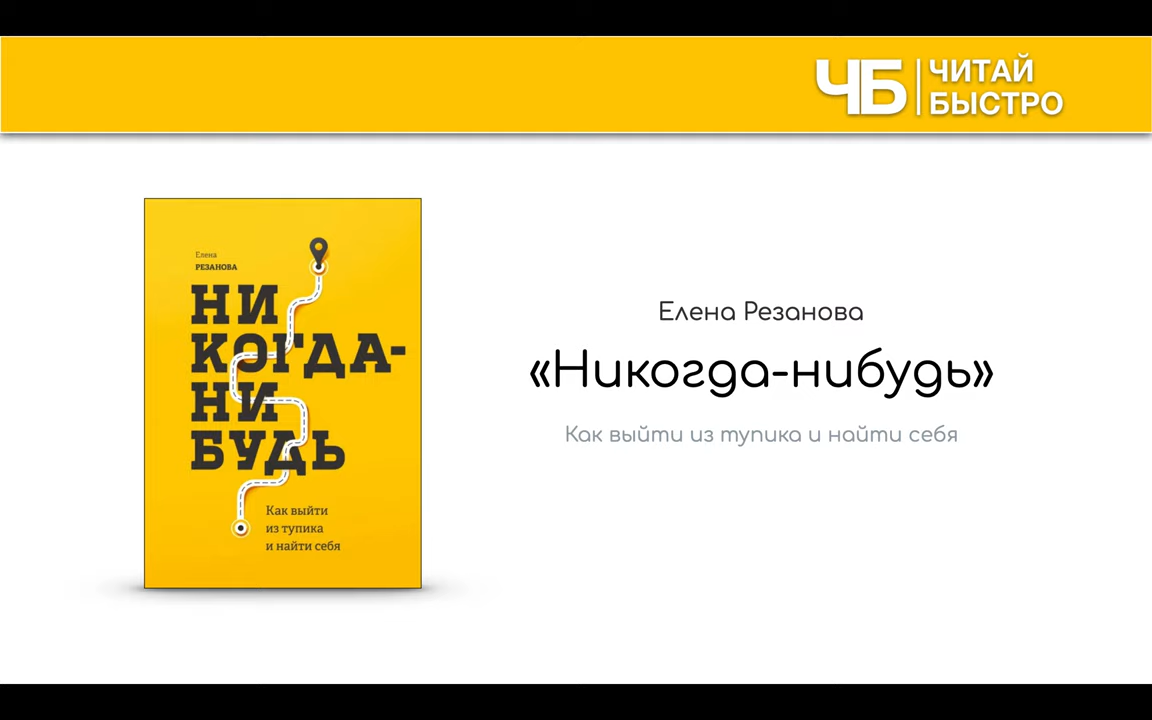 ЧБ
ЧИТАЙ
БЫСТРО
Елена
РЕЗАНОВА
НИ
КОГДА-
НИ
БУДЬ
Как выйти
из тупика
и найти себя
Елена Резанова
«Никогда-нибудь»
Как выйти из тупика и найти себя